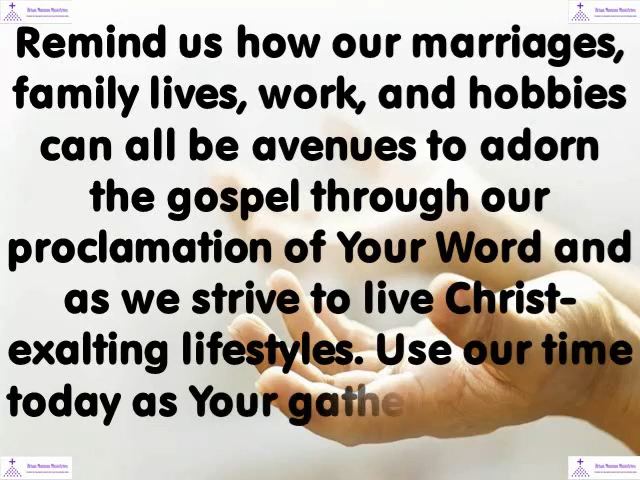 Remind us how our marriages,
family lives, work, and hobbies
can all be avenues to adorn
the gospel through our
proclamation of Your Word and
as we strive to live Christ-
exalting lifestyles. Use our time
today as Your gathe